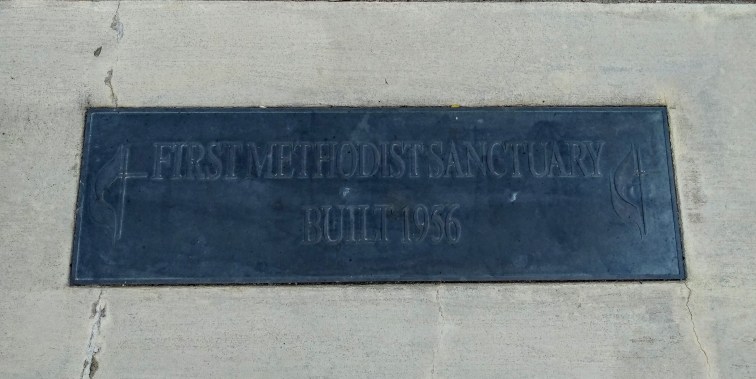 FIRST METHODIST SANCTUARY
BUILT 1956